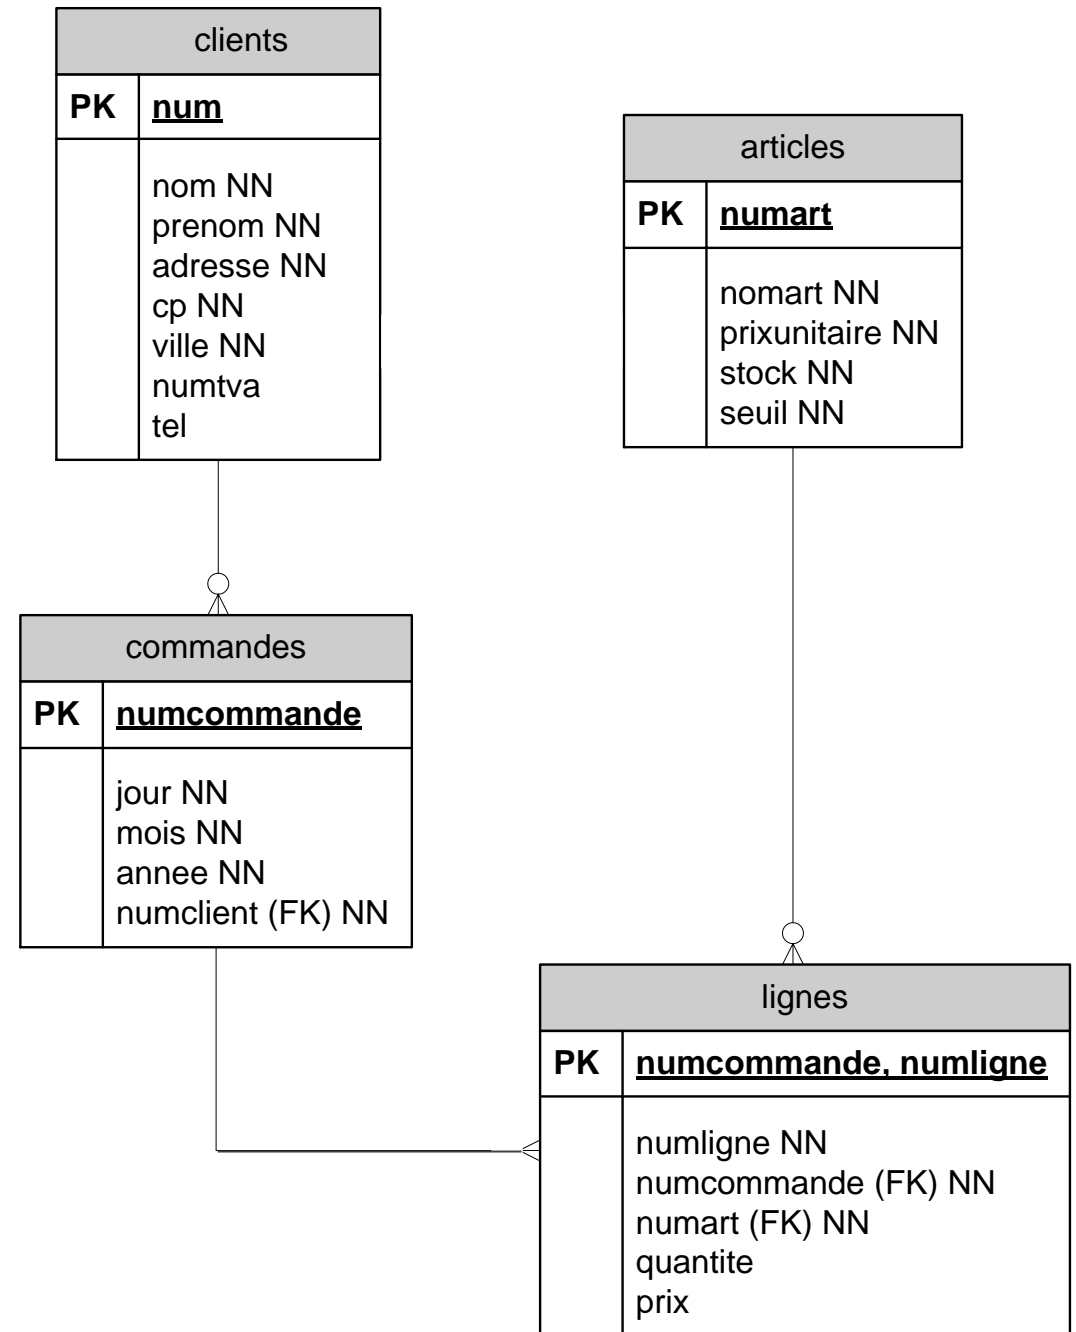 clients
PK num
nom NN
prenom NN
adresse NN
cp NN
ville NN
numtva
tel
articles
PK numart
nomart NN
prixunitaire NN
stock NN
seuil NN
commandes
PK numcommande
jour NN
mois NN
annee NN
numclient (FK) NN
lignes
PK numcommande, numligne
numligne NN
numcommande (FK) NN
numart (FK) NN
quantite
prix